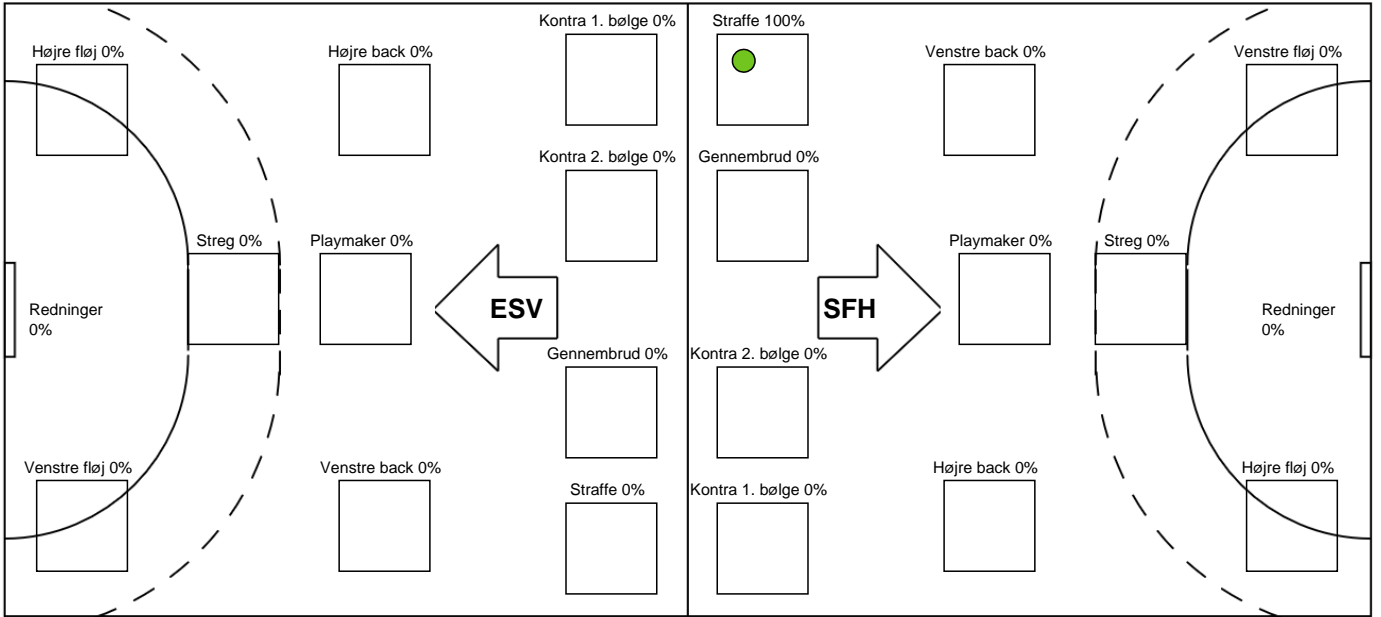 Kontra 1. bølge 0%
Straffe 100%
Højre fløj 0%
Højre back 0%
Venstre back 0%
Venstre fløj 0%
Kontra 2. bølge 0%
Gennembrud 0%
Streg 0%
Playmaker 0%
Playmaker 0%
Streg 0%
Redninger
0%
ESV
SFH
Redninger
0%
Gennembrud 0%
Kontra 2. bølge 0%
Venstre fløj 0%
Venstre back 0%
Højre back 0%
Højre fløj 0%
Straffe 0%
Kontra 1. bølge 0%